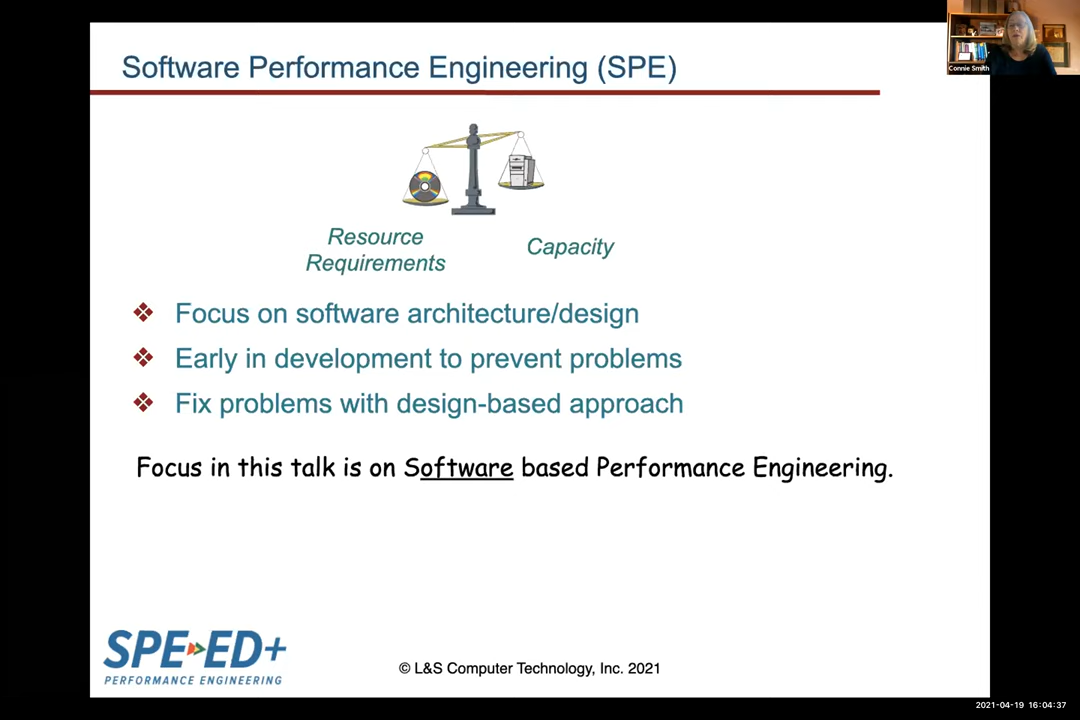 Software Performance Engineering (SPE)
Connie Smith
Resource
Requirements
Capacity
❖ Focus on software architecture/design
❖ Early in development to prevent problems
❖ Fix problems with design-based approach
Focus in this talk is on Software based Performance Engineering.
SPE-ED+
PERFORMANCE ENGINEERING
© L&S Computer Technology, Inc. 2021
2021-04-19 16:04:37